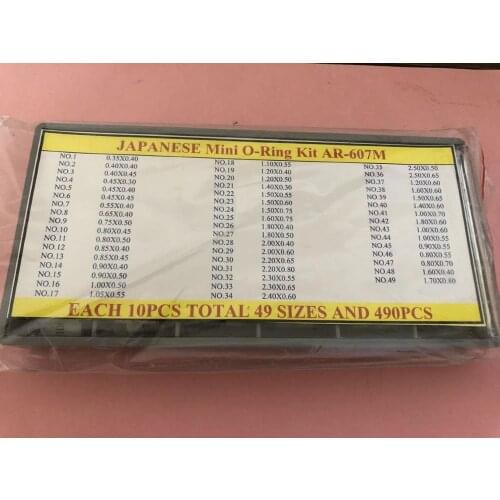 JAPANESE Mini O-Ring Kit AR-607M
NO.1 0.35X0.40
NO.2 0.40X0.40
NO.3 0.40X0.45
NO.4 0.45X0.30
NO.5 0.45X0.40
NO.6 0.45X0.45
NO.7 0.55X0.40
NO.8 0.65X0.40
NO.9 0.75X0.40
NO.10 0.80X0.45
NO.11 0.80X0.50
NO.12 0.85X0.40
NO.13 0.85X0.45
NO.14 0.90X0.40
NO.15 0.90X0.50
NO.16 1.00X0.50
NO.17 1.05X0.55
NO.18 1.10X0.55
NO.19 1.20X0.40
NO.20 1.20X0.50
NO.21 1.40X0.30
NO.22 1.50X0.55
NO.23 1.50X0.60
NO.24 1.50X0.75
NO.25 1.60X0.75
NO.26 1.80X0.40
NO.27 1.80X0.50
NO.28 2.00X0.40
NO.29 2.00X0.60
NO.30 2.20X0.65
NO.31 2.20X0.80
NO.32 2.30X0.55
NO.33 2.30X0.65
NO.34 2.40X0.60
NO.35 2.50X0.50
NO.36 2.50X0.65
NO.37 1.20X0.60
NO.38 1.60X0.60
NO.39 1.50X0.65
NO.40 1.50X0.40
NO.41 1.00X0.70
NO.42 1.80X0.60
NO.43 1.00X0.60
NO.44 1.00X0.55
NO.45 0.90X0.55
NO.46 0.80X0.55
NO.47 0.80X0.70
NO.48 1.60X0.40
NO.49 1.70X0.80
EACH 10PCS TOTAL 49 SIZES AND 490PCS